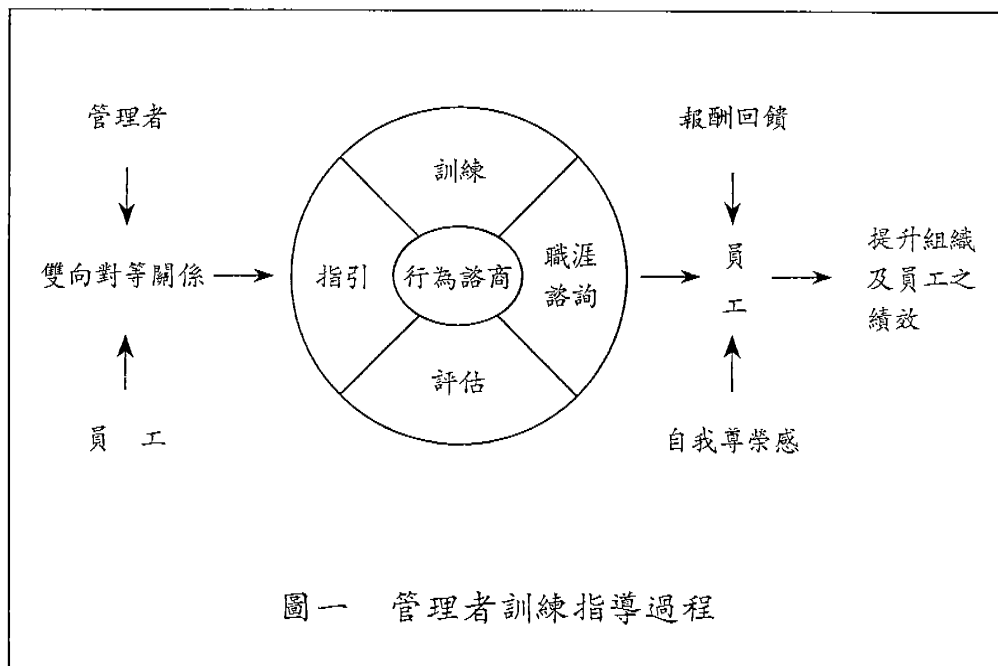 管理者
雙向對等關係
員 工
訓練
指引
行為諮商
職涯
諮詢
評估
報酬回饋
員
工
自我尊榮感
提升組織
及員工之
績效
圖一 管理者訓練指導過程